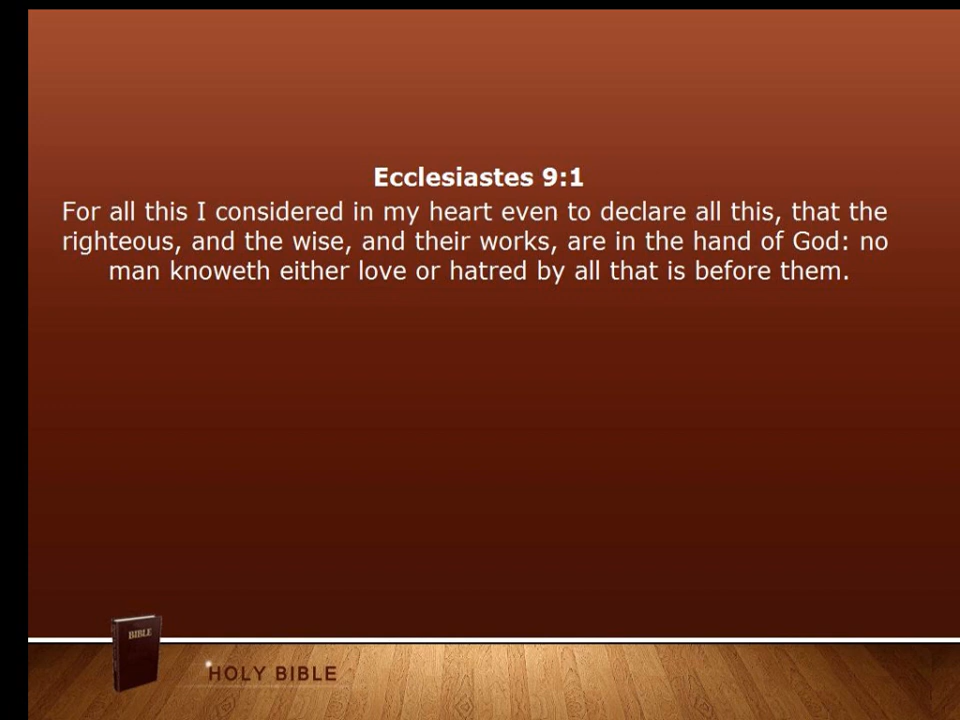 Ecclesiastes 9:1
For all this I considered in my heart even to declare all this, that the
righteous, and the wise, and their works, are in the hand of God: no
man knoweth either love or hatred by all that is before them.
BIBLE
HOLY BIBLE